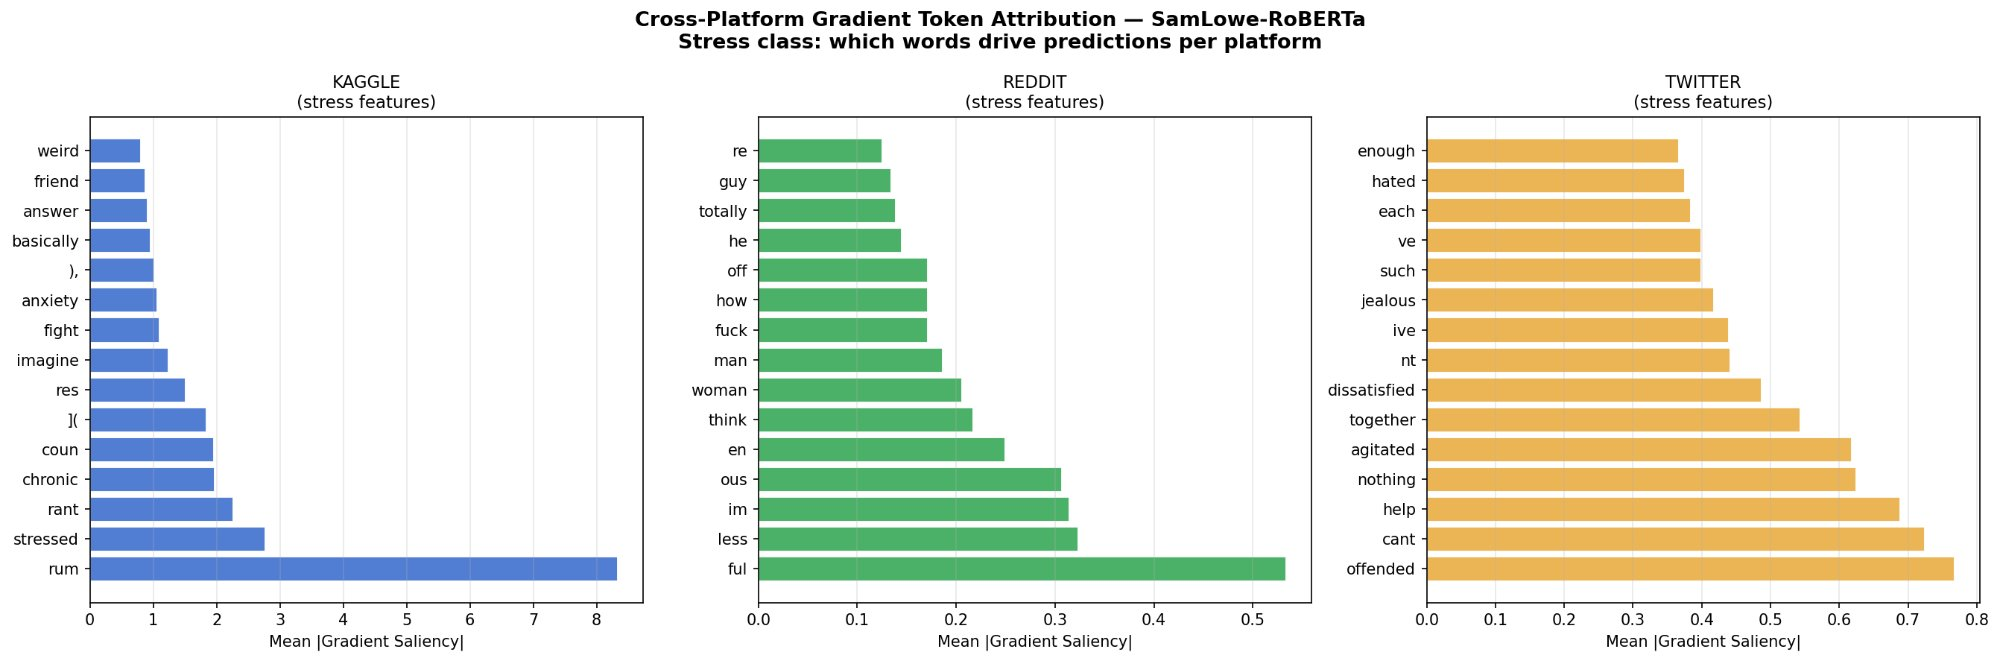 Cross-Platform Gradient Token Attribution — SamLowe-RoBERTa
Stress class: which words drive predictions per platform
KAGGLE
(stress features)
weird
friend
answer
basically
),
anxiety
fight
imagine
res
](
coun
chronic
rant
stressed
rum
0 1 2 3 4 5 6 7 8
Mean |Gradient Saliency|
REDDIT
(stress features)
re
guy
totally
he
off
how
fuck
man
woman
think
en
ous
im
less
ful
0.0 0.1 0.2 0.3 0.4 0.5
Mean |Gradient Saliency|
TWITTER
(stress features)
enough
hated
each
ve
such
jealous
ive
nt
dissatisfied
together
agitated
nothing
help
cant
offended
0.0 0.1 0.2 0.3 0.4 0.5 0.6 0.7 0.8
Mean |Gradient Saliency|